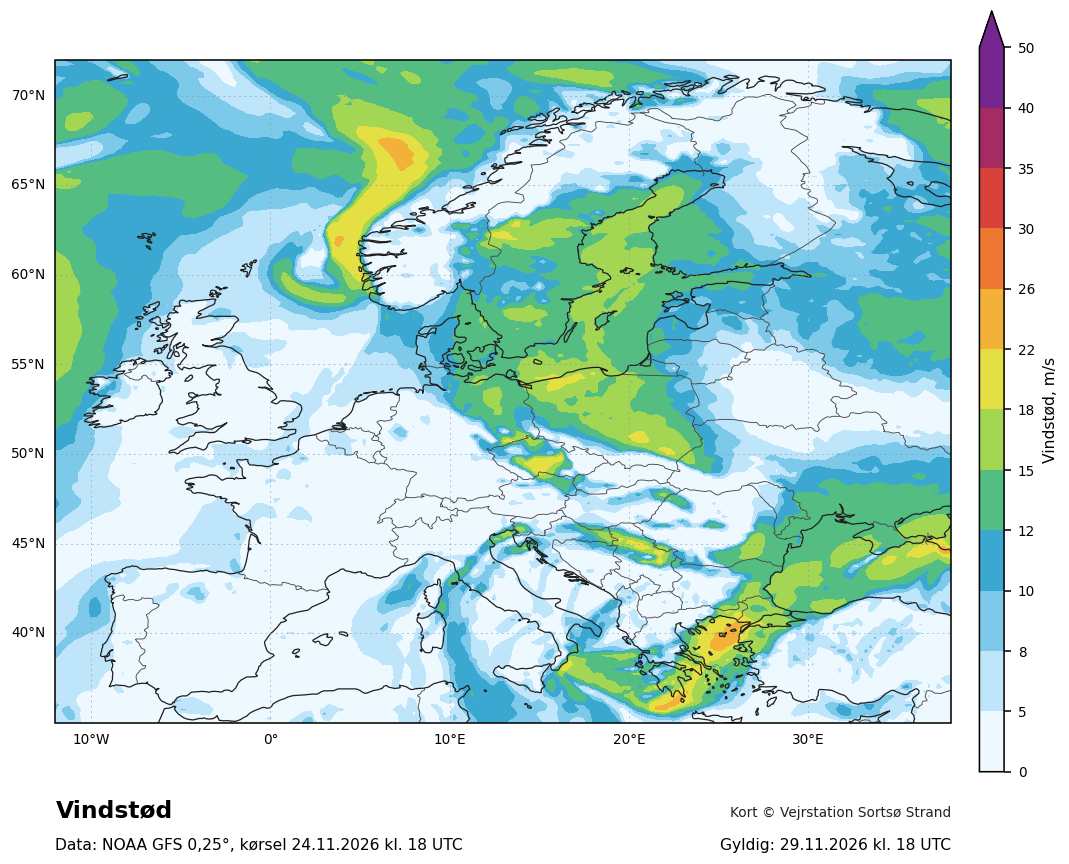 70°N
65°N
60°N
55°N
50°N
45°N
40°N
10°W
0°
10°E
20°E
30°E
50
40
35
30
26
22
18
15
12
10
8
5
0
Vindstød, m/s
Vindstød
Kort © Vejrstation Sortsø Strand
Data: NOAA GFS 0,25°, kørsel 24.11.2026 kl. 18 UTC
Gyldig: 29.11.2026 kl. 18 UTC